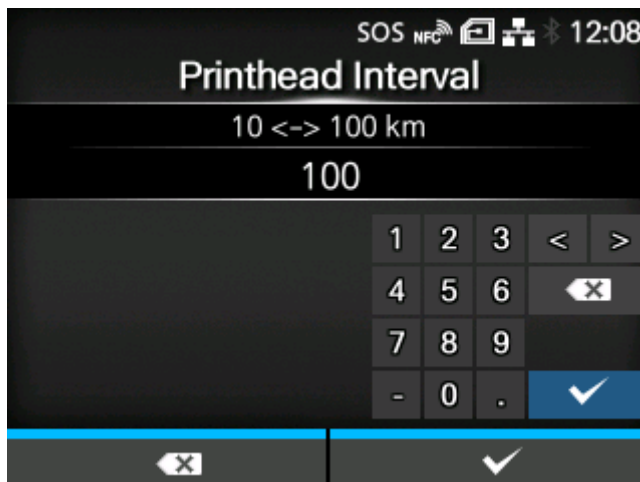 SOS NFC 12:08
Printhead Interval
10 <-> 100 km
100
1 2 3 < >
4 5 6
7 8 9
- 0 .